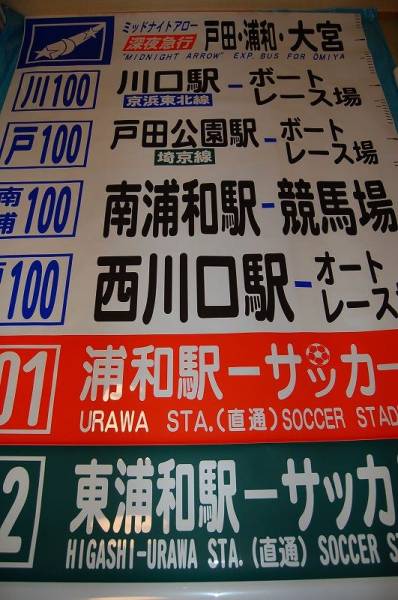 ミッドナイトアロー
深夜急行 戸田・浦和・大宮
"MIDNIGHT ARROW" EXP. BUS FOR ŌMIYA
川100 川口駅-ボートレース場
京浜東北線
戸100 戸田公園駅-ボートレース場
埼京線
南浦100 南浦和駅-競馬場
100 西川口駅-オートレース場
01 浦和駅-サッカー
URAWA STA.(直通)SOCCER STAD
2 東浦和駅-サッカ
HIGASHI-URAWA STA.(直通)SOCCER S